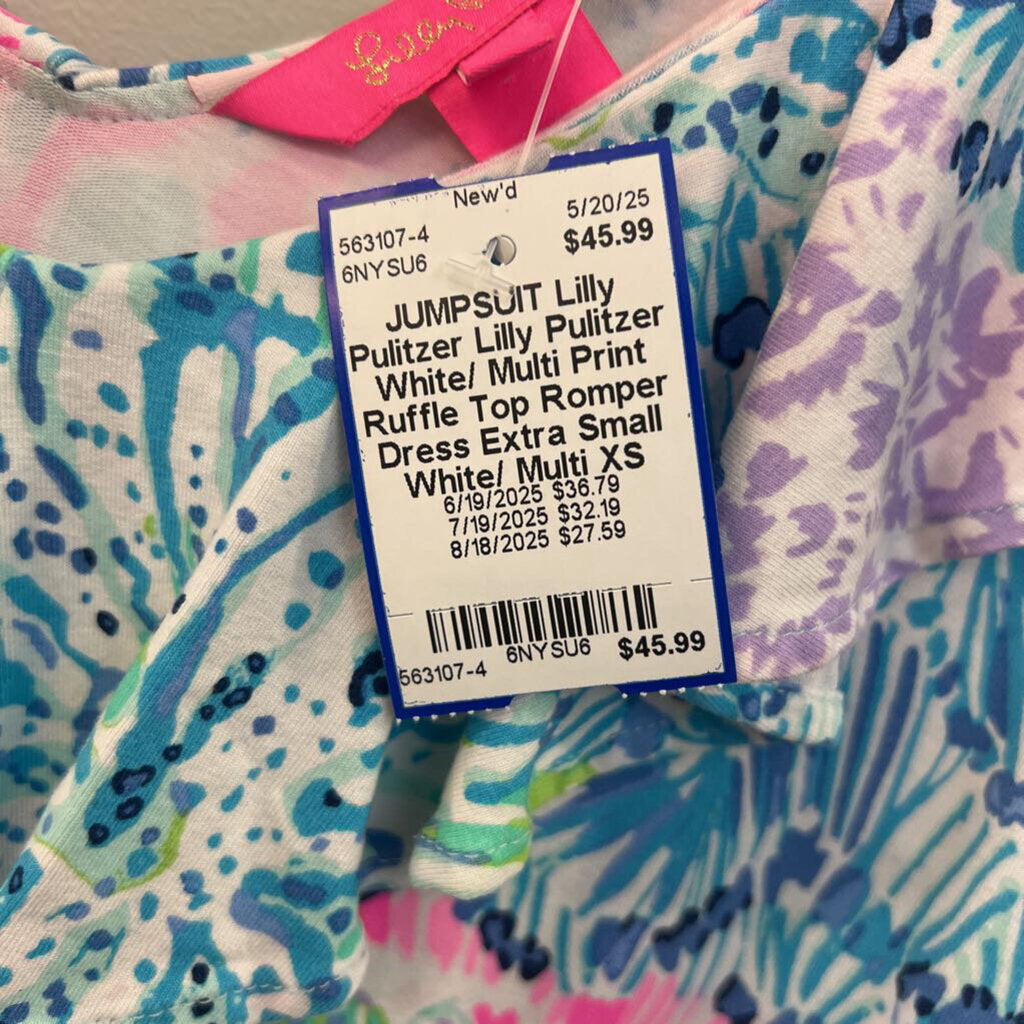 Lilly
New'd
563107-4 5/20/25
6NYSU6 $45.99
JUMPSUIT Lilly
Pulitzer Lilly Pulitzer
White/ Multi Print
Ruffle Top Romper
Dress Extra Small
White/ Multi XS
6/19/2025 $36.79
7/19/2025 $32.19
8/18/2025 $27.59
563107-4 6NYSU6 $45.99